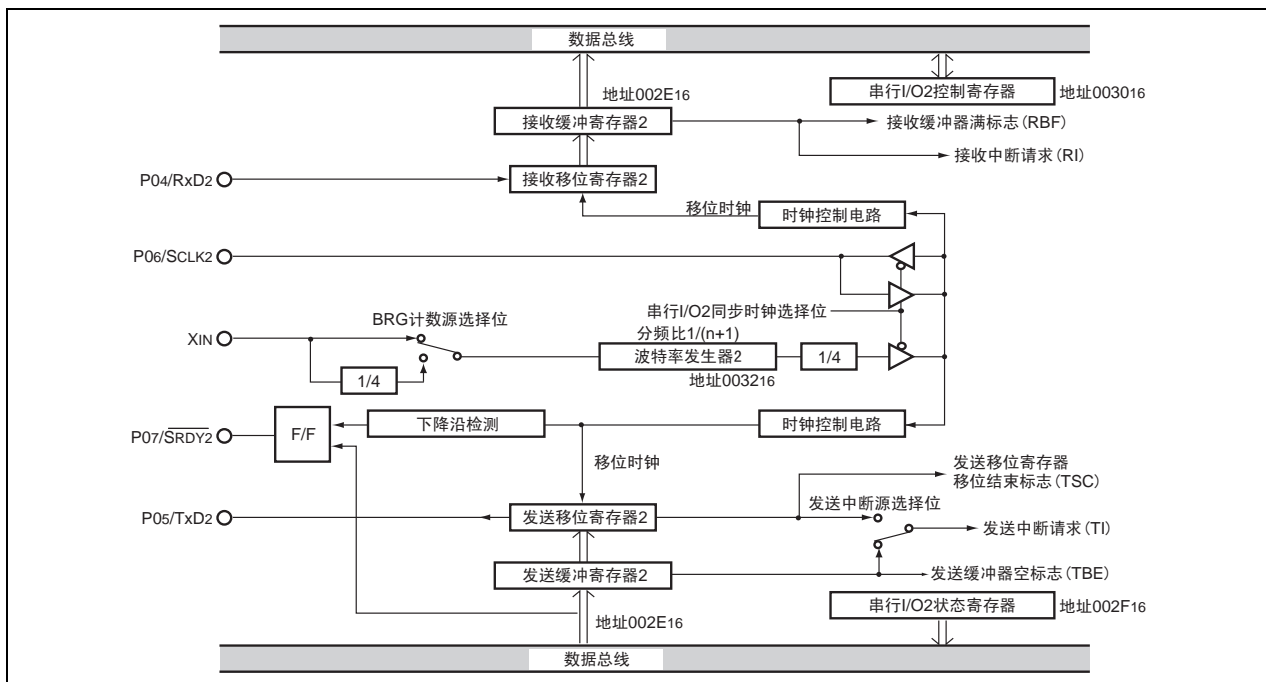 数据总线
地址002E16
串行I/O2控制寄存器
地址003016
接收缓冲寄存器2
接收缓冲器满标志(RBF)
接收中断请求(RI)
P04/RxD2
接收移位寄存器2
移位时钟
时钟控制电路
P06/SCLK2
串行I/O2同步时钟选择位
BRG计数源选择位
XIN
分频比1/(n+1)
波特率发生器2
1/4
1/4
地址003216
P07/SRDY2
F/F
下降沿检测
时钟控制电路
移位时钟
发送移位寄存器
移位结束标志(TSC)
发送中断源选择位
P05/TxD2
发送移位寄存器2
发送中断请求(TI)
发送缓冲寄存器2
发送缓冲器空标志(TBE)
地址002E16
串行I/O2状态寄存器
地址002F16
数据总线